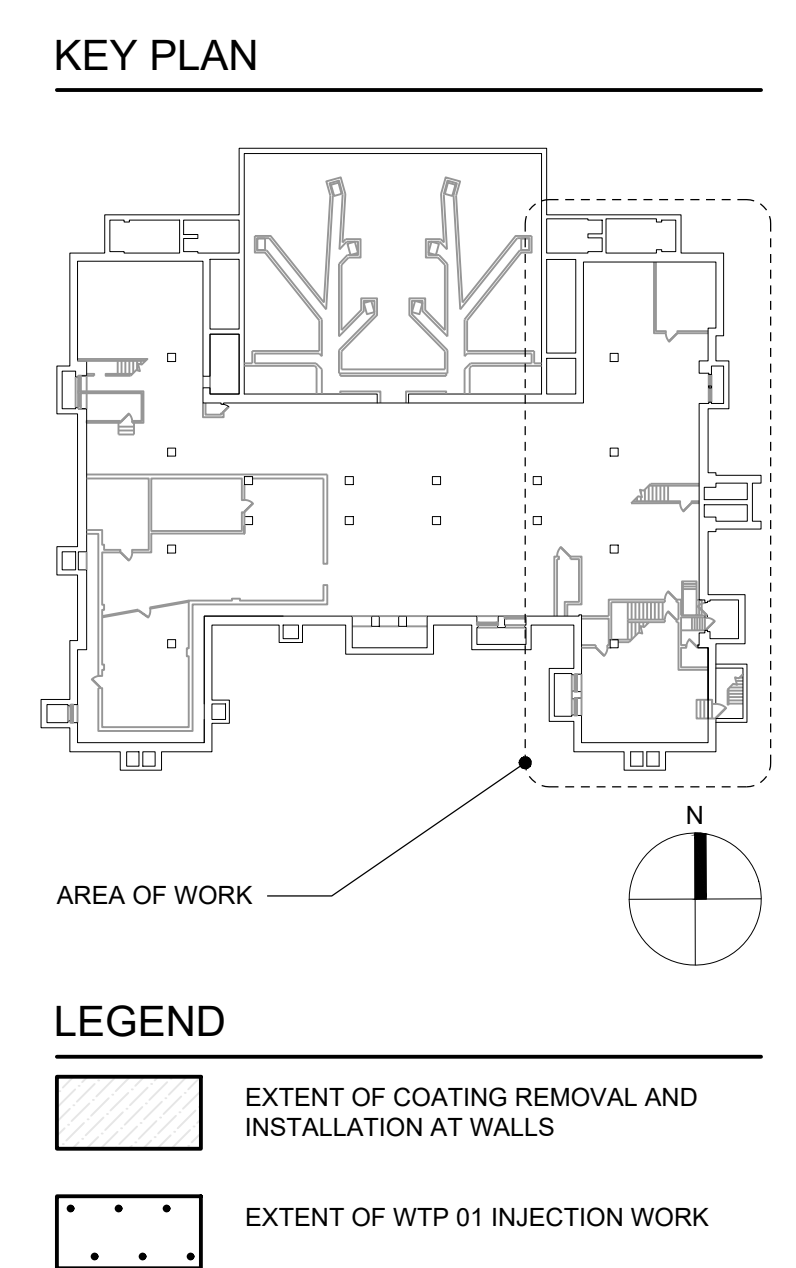 KEY PLAN
N
AREA OF WORK
LEGEND
EXTENT OF COATING REMOVAL AND
INSTALLATION AT WALLS
EXTENT OF WTP 01 INJECTION WORK